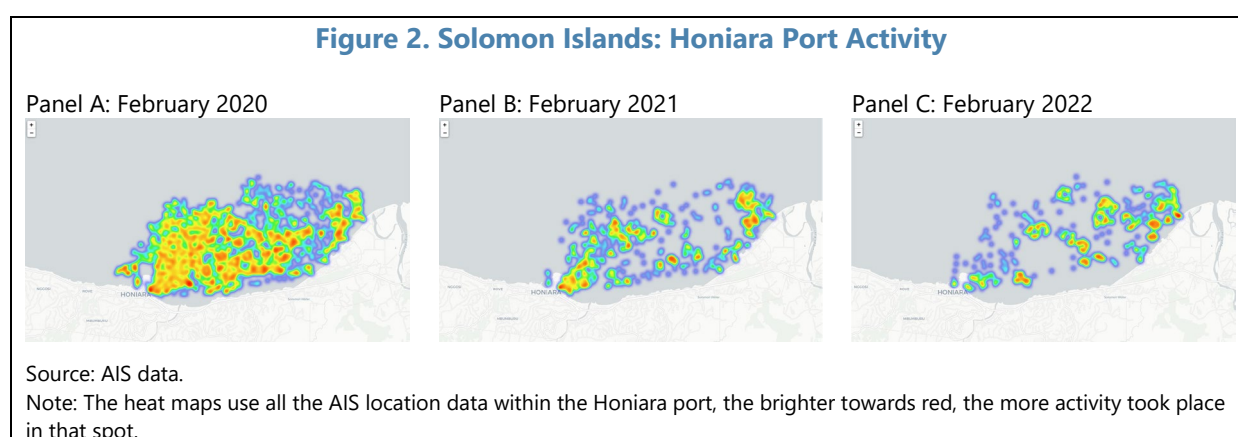 Figure 2. Solomon Islands: Honiara Port Activity
Panel A: February 2020
Panel B: February 2021
Panel C: February 2022
+
−
+
−
+
−
HONIARA
HONIARA
HONIARA
Source: AIS data.
Note: The heat maps use all the AIS location data within the Honiara port, the brighter towards red, the more activity took place
in that spot.